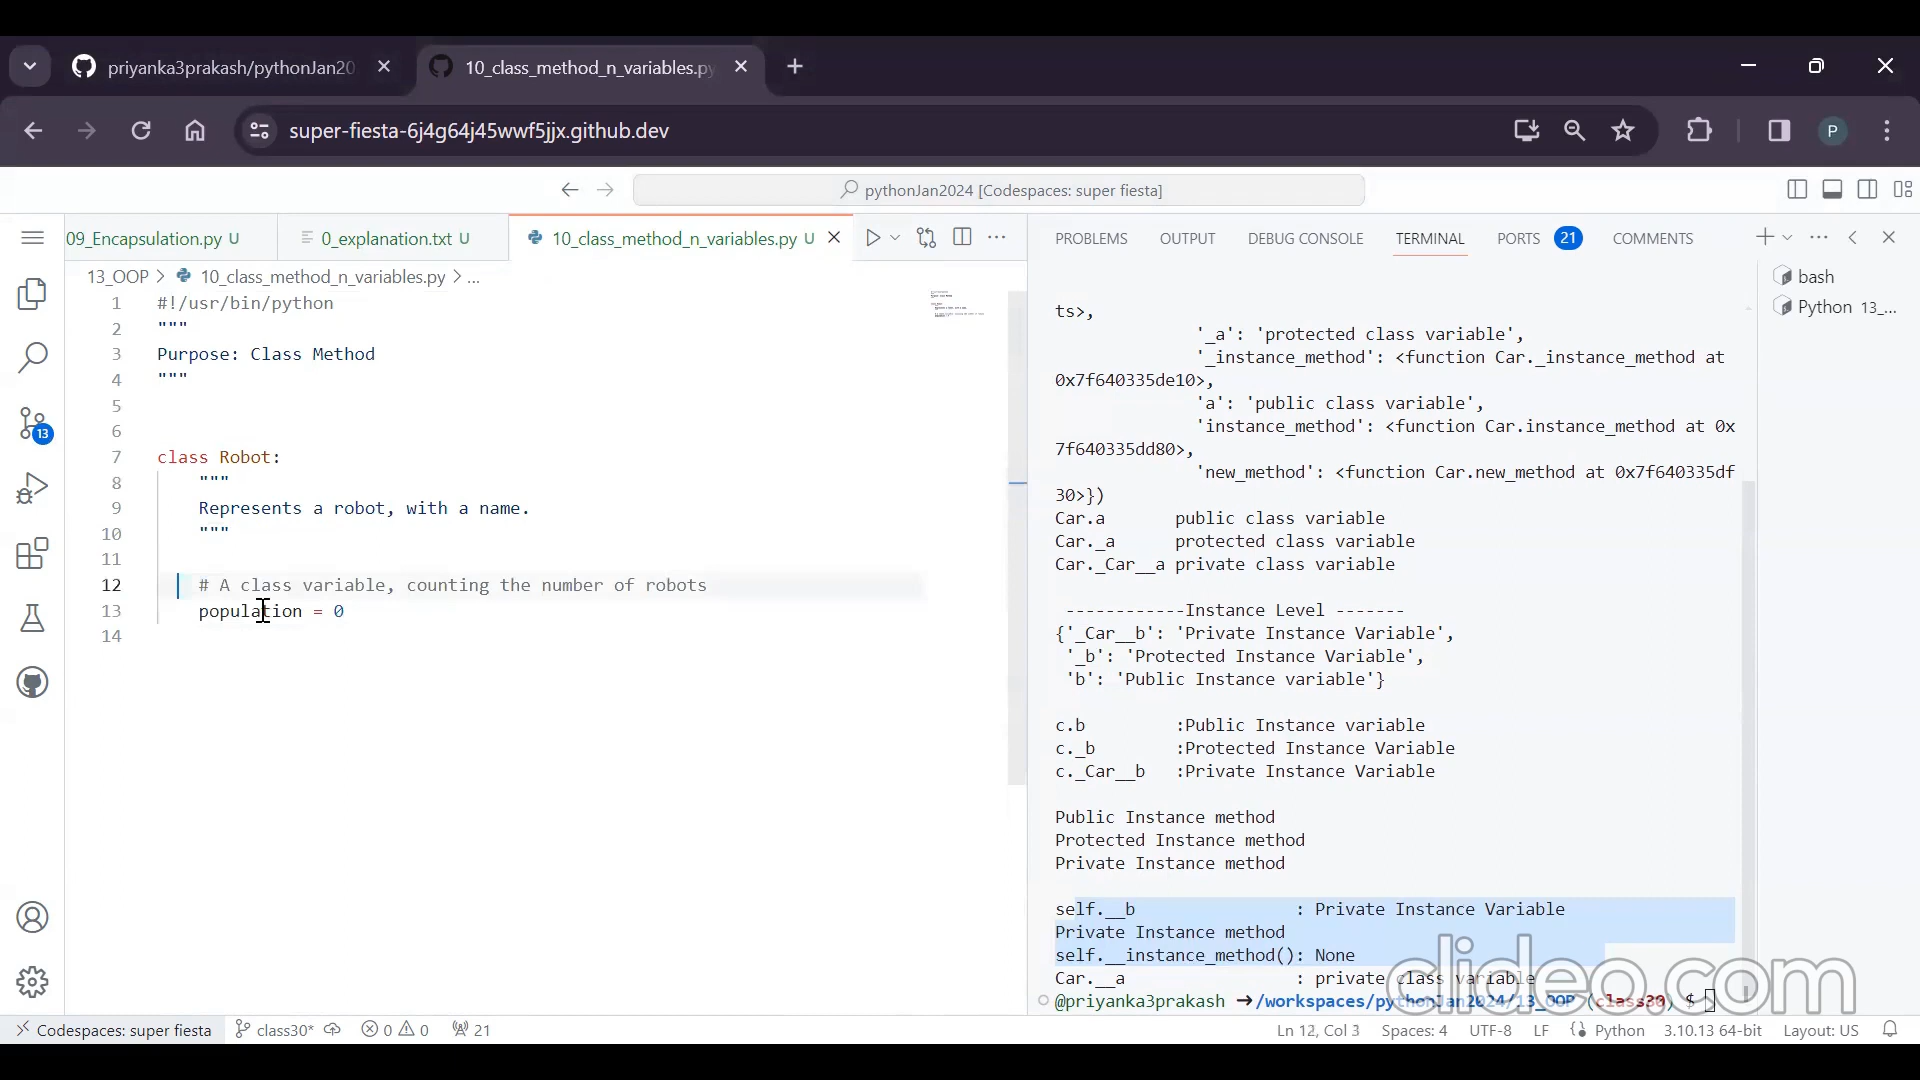 priyanka3prakash/pythonJan20
10_class_method_n_variables.py
super-fiesta-6j4g64j45wwf5jjx.github.dev
P
pythonJan2024 [Codespaces: super fiesta]
09_Encapsulation.py U
0_explanation.txt U
10_class_method_n_variables.py U
PROBLEMS OUTPUT DEBUG CONSOLE TERMINAL PORTS 21 COMMENTS
13_OOP > 10_class_method_n_variables.py > ...
1 #!/usr/bin/python
2 """
3 Purpose: Class Method
4 """
5
6
7 class Robot:
8 """
9 Represents a robot, with a name.
10 """
11
12 # A class variable, counting the number of robots
13 population = 0
14
13
ts>,
'_a': 'protected class variable',
'_instance_method': <function Car._instance_method at
0x7f640335de10>,
'a': 'public class variable',
'instance_method': <function Car.instance_method at 0x
7f640335dd80>,
'new_method': <function Car.new_method at 0x7f640335df
30>})
Car.a public class variable
Car._a protected class variable
Car._Car__a private class variable
------------Instance Level -------
{'_Car__b': 'Private Instance Variable',
'_b': 'Protected Instance Variable',
'b': 'Public Instance variable'}
c.b :Public Instance variable
c._b :Protected Instance Variable
c._Car__b :Private Instance Variable
Public Instance method
Protected Instance method
Private Instance method
self.__b : Private Instance Variable
Private Instance method
self.__instance_method(): None
Car.__a : private class variable
@priyanka3prakash →/workspaces/pythonJan2024/13_OOP (class30) $
bash
Python 13_...
clideo.com
Codespaces: super fiesta class30* 0 0 21
Ln 12, Col 3 Spaces: 4 UTF-8 LF Python 3.10.13 64-bit Layout: US